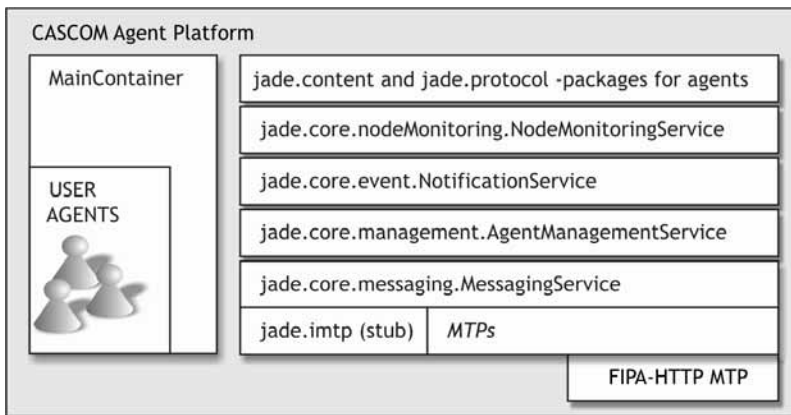 CASCOM Agent Platform
MainContainer
USER
AGENTS
jade.content and jade.protocol -packages for agents
jade.core.nodeMonitoring.NodeMonitoringService
jade.core.event.NotificationService
jade.core.management.AgentManagementService
jade.core.messaging.MessagingService
jade.imtp (stub)
MTPs
FIPA-HTTP MTP